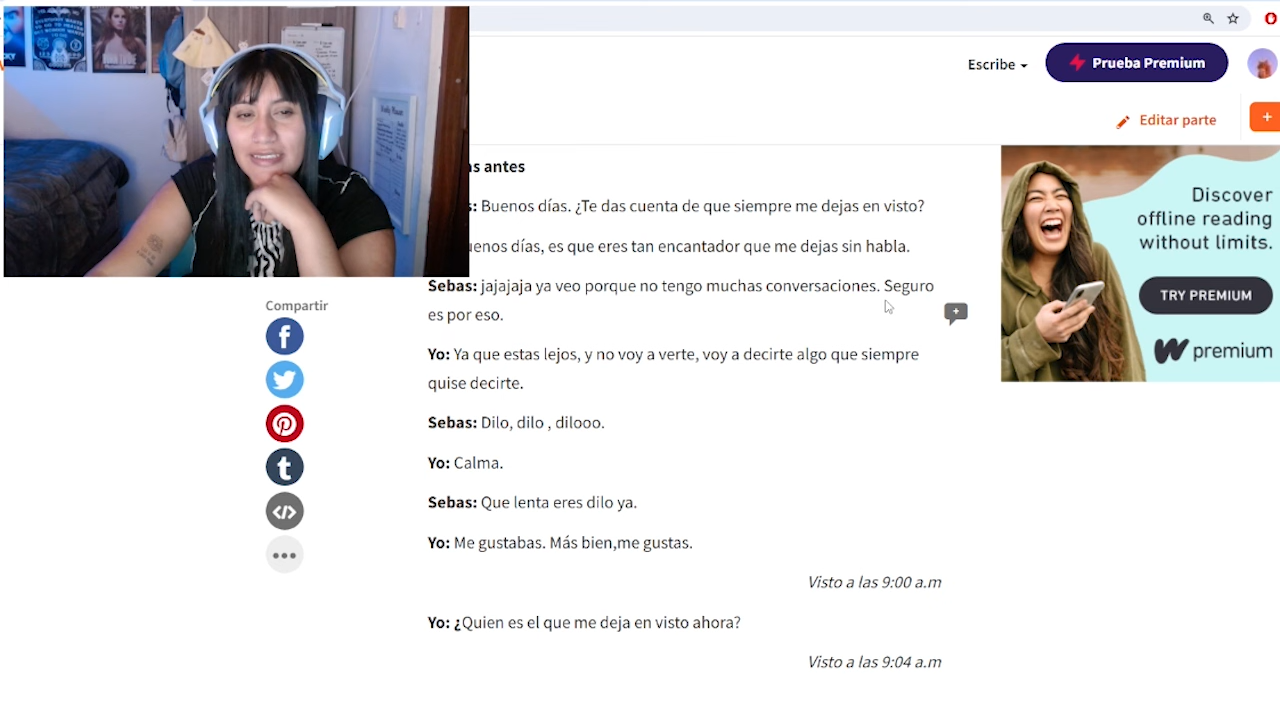 Escribe
Prueba Premium
Editar parte
+
antes
Buenos días. ¿Te das cuenta de que siempre me dejas en visto?
días, es que eres tan encantador que me dejas sin habla.
Sebas: jajajaja ya veo porque no tengo muchas conversaciones. Seguro
es por eso.
Yo: Ya que estas lejos, y no voy a verte, voy a decirte algo que siempre
quise decirte.
Sebas: Dilo, dilo , dilooo.
Yo: Calma.
Sebas: Que lenta eres dilo ya.
Yo: Me gustabas. Más bien,me gustas.
Visto a las 9:00 a.m
Yo: ¿Quien es el que me deja en visto ahora?
Visto a las 9:04 a.m
Compartir
Discover
offline reading
without limits.
TRY PREMIUM
premium